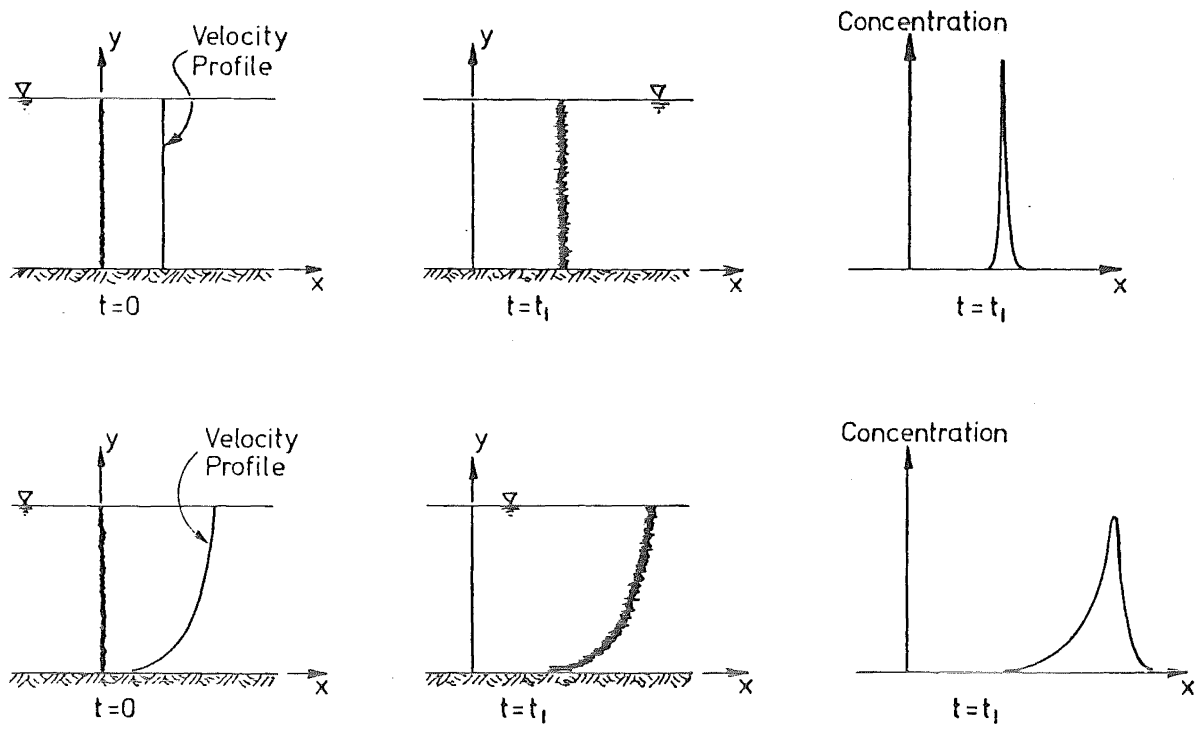 y
Velocity
Profile
x
t=0
y
x
t=t₁
Concentration
x
t=t₁
y
Velocity
Profile
x
t=0
y
x
t=t₁
Concentration
x
t=t₁